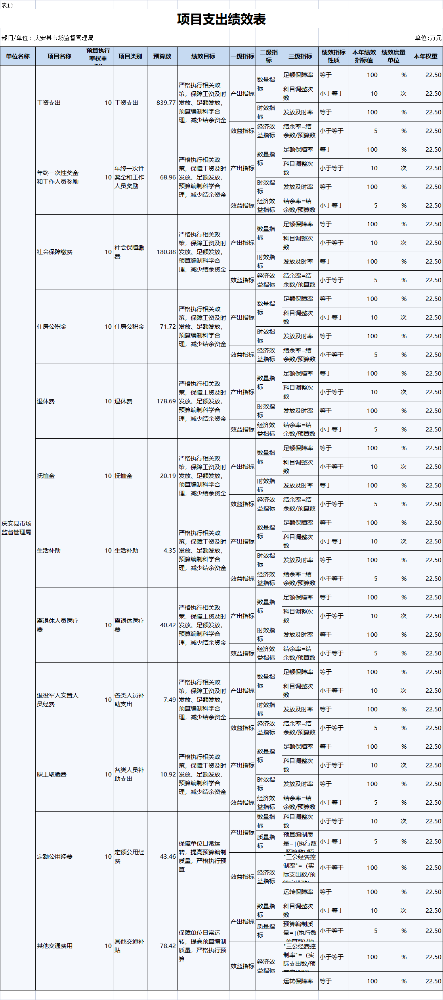 表10
项目支出绩效表
部门/单位：庆安县市场监督管理局 单位:万元
单位名称 项目名称 预算执行率权重 项目类别 预算数 绩效目标 一级指标 二级指标 三级指标 绩效指标性质 本年绩效指标值 绩效度量单位 本年权重
庆安县市场监督管理局
工资支出 10 工资支出 839.77 严格执行相关政策，保障工资及时发放、足额发放，预算编制科学合理，减少结余资金
产出指标 数量指标 足额保障率 等于 100 % 22.50
科目调整次数 小于等于 10 次 22.50
时效指标 发放及时率 等于 100 % 22.50
效益指标 经济效益指标 结余率=结余数/预算数 小于等于 5 % 22.50
年终一次性奖金和工作人员奖励 10 年终一次性奖金和工作人员奖励 68.96 严格执行相关政策，保障工资及时发放、足额发放，预算编制科学合理，减少结余资金
产出指标 数量指标 足额保障率 等于 100 % 22.50
科目调整次数 小于等于 10 次 22.50
时效指标 发放及时率 等于 100 % 22.50
效益指标 经济效益指标 结余率=结余数/预算数 小于等于 5 % 22.50
社会保障缴费 10 社会保障缴费 180.88 严格执行相关政策，保障工资及时发放、足额发放，预算编制科学合理，减少结余资金
产出指标 数量指标 足额保障率 等于 100 % 22.50
科目调整次数 小于等于 10 次 22.50
时效指标 发放及时率 等于 100 % 22.50
效益指标 经济效益指标 结余率=结余数/预算数 小于等于 5 % 22.50
住房公积金 10 住房公积金 71.72 严格执行相关政策，保障工资及时发放、足额发放，预算编制科学合理，减少结余资金
产出指标 数量指标 足额保障率 等于 100 % 22.50
科目调整次数 小于等于 10 次 22.50
时效指标 发放及时率 等于 100 % 22.50
效益指标 经济效益指标 结余率=结余数/预算数 小于等于 5 % 22.50
退休费 10 退休费 178.69 严格执行相关政策，保障工资及时发放、足额发放，预算编制科学合理，减少结余资金
产出指标 数量指标 足额保障率 等于 100 % 22.50
科目调整次数 小于等于 10 次 22.50
时效指标 发放及时率 等于 100 % 22.50
效益指标 经济效益指标 结余率=结余数/预算数 小于等于 5 % 22.50
抚恤金 10 抚恤金 20.19 严格执行相关政策，保障工资及时发放、足额发放，预算编制科学合理，减少结余资金
产出指标 数量指标 足额保障率 等于 100 % 22.50
科目调整次数 小于等于 10 次 22.50
时效指标 发放及时率 等于 100 % 22.50
效益指标 经济效益指标 结余率=结余数/预算数 小于等于 5 % 22.50
生活补助 10 生活补助 4.35 严格执行相关政策，保障工资及时发放、足额发放，预算编制科学合理，减少结余资金
产出指标 数量指标 足额保障率 等于 100 % 22.50
科目调整次数 小于等于 10 次 22.50
时效指标 发放及时率 等于 100 % 22.50
效益指标 经济效益指标 结余率=结余数/预算数 小于等于 5 % 22.50
离退休人员医疗费 10 离退休医疗费 40.42 严格执行相关政策，保障工资及时发放、足额发放，预算编制科学合理，减少结余资金
产出指标 数量指标 足额保障率 等于 100 % 22.50
科目调整次数 小于等于 10 次 22.50
时效指标 发放及时率 等于 100 % 22.50
效益指标 经济效益指标 结余率=结余数/预算数 小于等于 5 % 22.50
退役军人安置人员经费 10 各类人员补助支出 7.49 严格执行相关政策，保障工资及时发放、足额发放，预算编制科学合理，减少结余资金
产出指标 数量指标 足额保障率 等于 100 % 22.50
科目调整次数 小于等于 10 次 22.50
时效指标 发放及时率 等于 100 % 22.50
效益指标 经济效益指标 结余率=结余数/预算数 小于等于 5 % 22.50
职工取暖费 10 各类人员补助支出 10.92 严格执行相关政策，保障工资及时发放、足额发放，预算编制科学合理，减少结余资金
产出指标 数量指标 足额保障率 等于 100 % 22.50
科目调整次数 小于等于 10 次 22.50
时效指标 发放及时率 等于 100 % 22.50
效益指标 经济效益指标 结余率=结余数/预算数 小于等于 5 % 22.50
定额公用经费 10 定额公用经费 43.46 保障单位日常运转，提高预算编制质量，严格执行预算
产出指标 数量指标 科目调整次数 小于等于 10 次 22.50
质量指标 预算编制质量=|(执行数 小于等于 5 % 22.50
效益指标 经济效益指标 "三公经费控制率"=（实际支出数/预 小于等于 100 % 22.50
运转保障率 等于 100 % 22.50
其他交通费用 10 其他交通补贴 78.42 保障单位日常运转，提高预算编制质量，严格执行预算
产出指标 数量指标 科目调整次数 小于等于 10 次 22.50
质量指标 预算编制质量=|(执行数 小于等于 5 % 22.50
效益指标 经济效益指标 "三公经费控制率"=（实际支出数/预 小于等于 100 % 22.50
运转保障率 等于 100 % 22.50